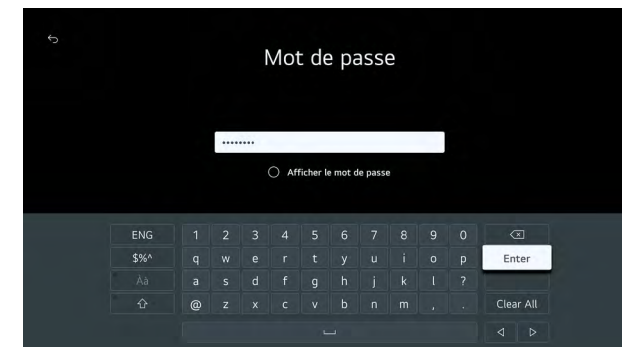 Mot de passe
••••••••
Afficher le mot de passe
ENG 1 2 3 4 5 6 7 8 9 0
$%^ q w e r t y u i o p Enter
Àä a s d f g h j k l ?
@ z x c v b n m , . Clear All